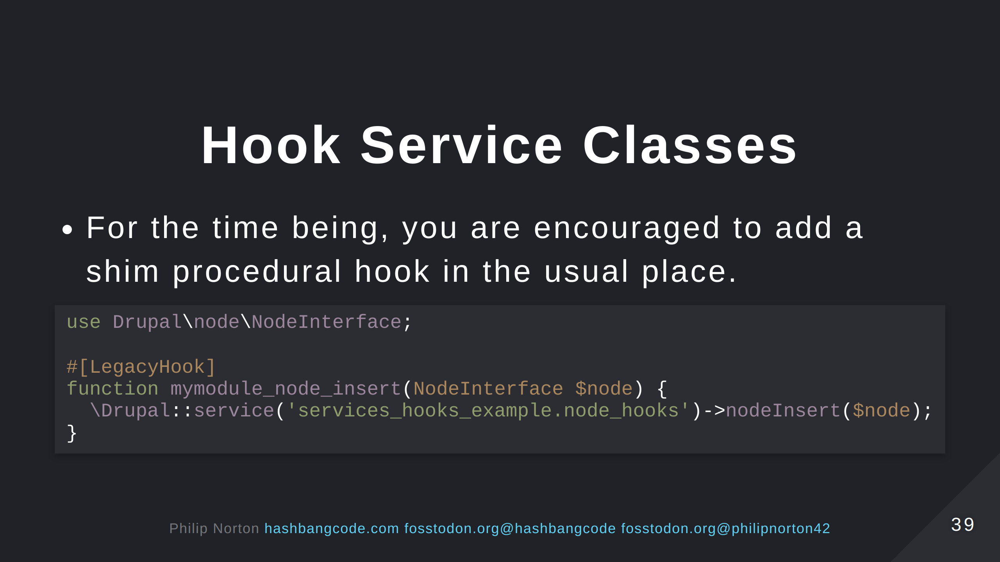 Hook Service Classes
• For the time being, you are encouraged to add a
shim procedural hook in the usual place.
use Drupal\node\NodeInterface;

#[LegacyHook]
function mymodule_node_insert(NodeInterface $node) {
  \Drupal::service('services_hooks_example.node_hooks')->nodeInsert($node);
}
Philip Norton hashbangcode.com fosstodon.org@hashbangcode fosstodon.org@philipnorton42
39